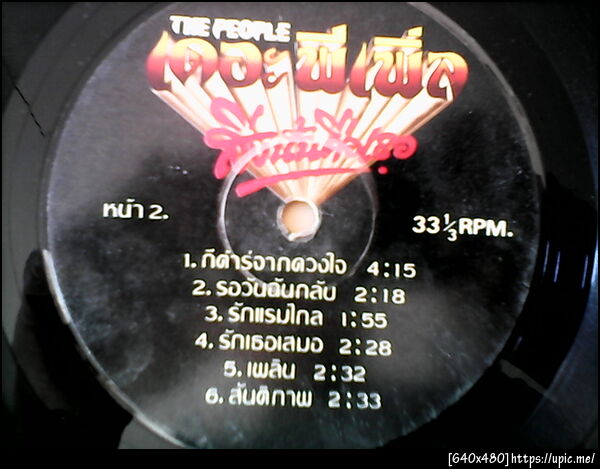 THE PEOPLE
เดอะพีเพิ่ล
หน้า 2.
33 1/3 RPM.
1. กีต้าร์จากดวงใจ 4:15
2. รอวันฉันกลับ 2:18
3. รักแรมไกล 1:55
4. รักเธอเสมอ 2:28
5. เพลิน 2:32
6. สันติภาพ 2:33
[640x480]https://upic.me/